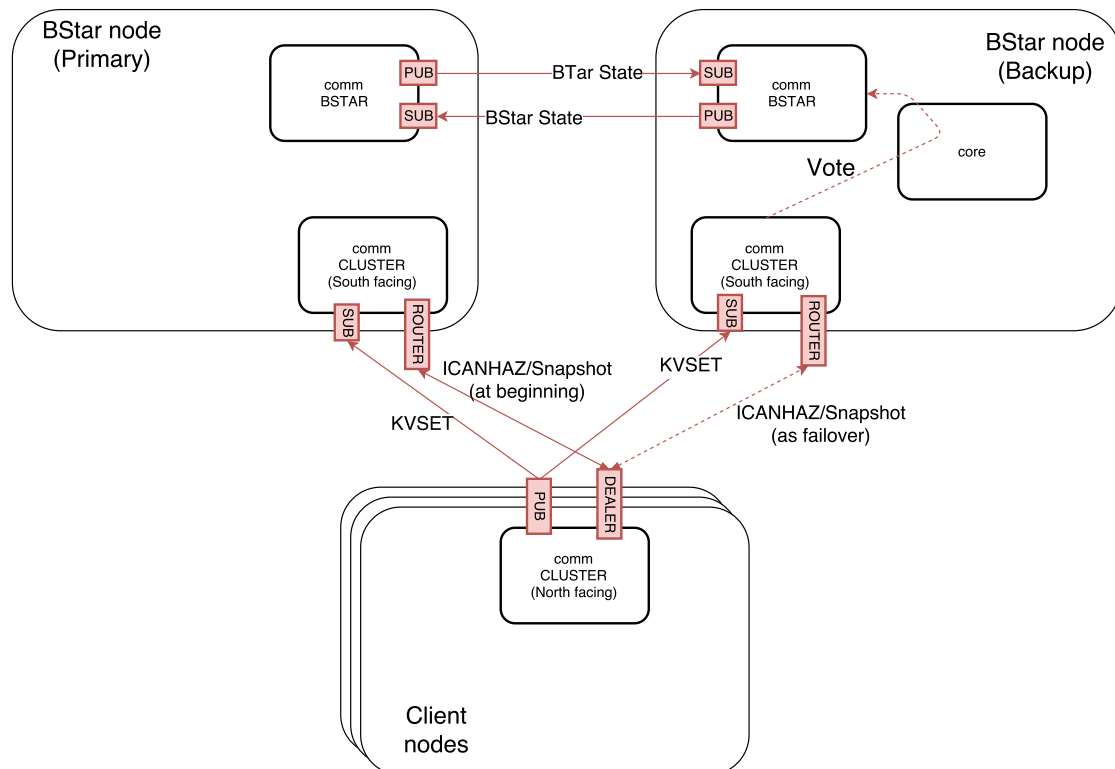 BStar node
(Primary)
comm
BSTAR
PUB
SUB
BTar State
BStar State
SUB
PUB
comm
BSTAR
BStar node
(Backup)
core
Vote
comm
CLUSTER
(South facing)
SUB
ROUTER
comm
CLUSTER
(South facing)
SUB
ROUTER
ICANHAZ/Snapshot
(at beginning)
KVSET
KVSET
ICANHAZ/Snapshot
(as failover)
PUB
DEALER
comm
CLUSTER
(North facing)
Client
nodes